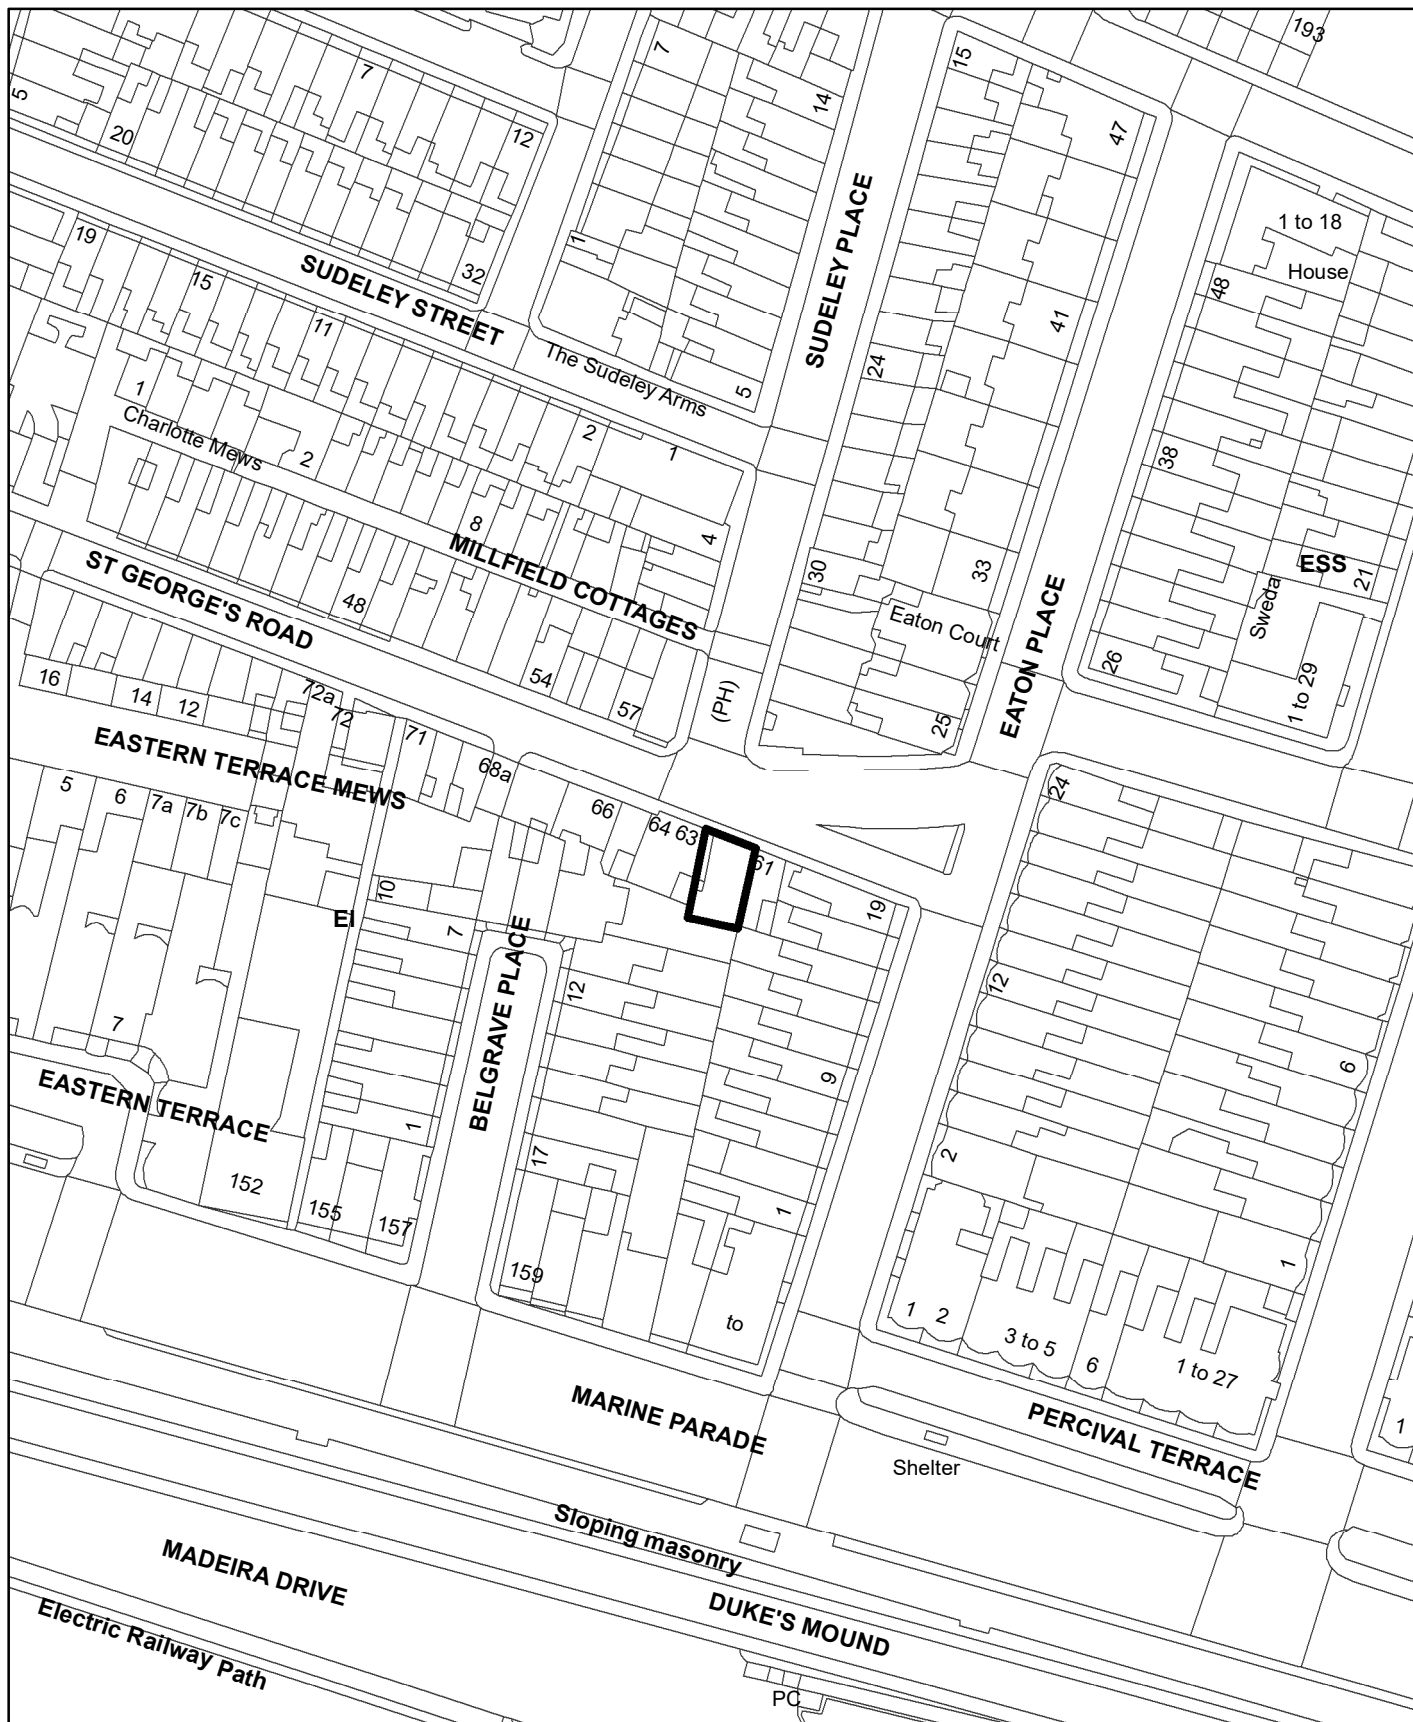 193
7
15
7
5
20
12
14
47
1 to 18
House
19
1
SUDELEY PLACE
15
32
SUDELEY STREET
48
11
41
The Sudeley Arms
24
5
1
Charlotte Mews
2
2
1
38
8
4
MILLFIELD COTTAGES
30
33
ESS
21
ST GEORGE'S ROAD
48
Eaton Court
EATON PLACE
Sweda
26
54
57
(PH)
25
1 to 29
16
14
12
72a
72
71
68a
EASTERN TERRACE MEWS
5
6
7a
7b
7c
66
64
63
61
24
10
El
7
19
BELGRAVE PLACE
12
12
7
9
6
EASTERN TERRACE
1
17
2
152
155
157
1
159
to
1
1
2
3 to 5
6
1 to 27
1
MARINE PARADE
PERCIVAL TERRACE
Shelter
Sloping masonry
MADEIRA DRIVE
DUKE'S MOUND
Electric Railway Path
PC